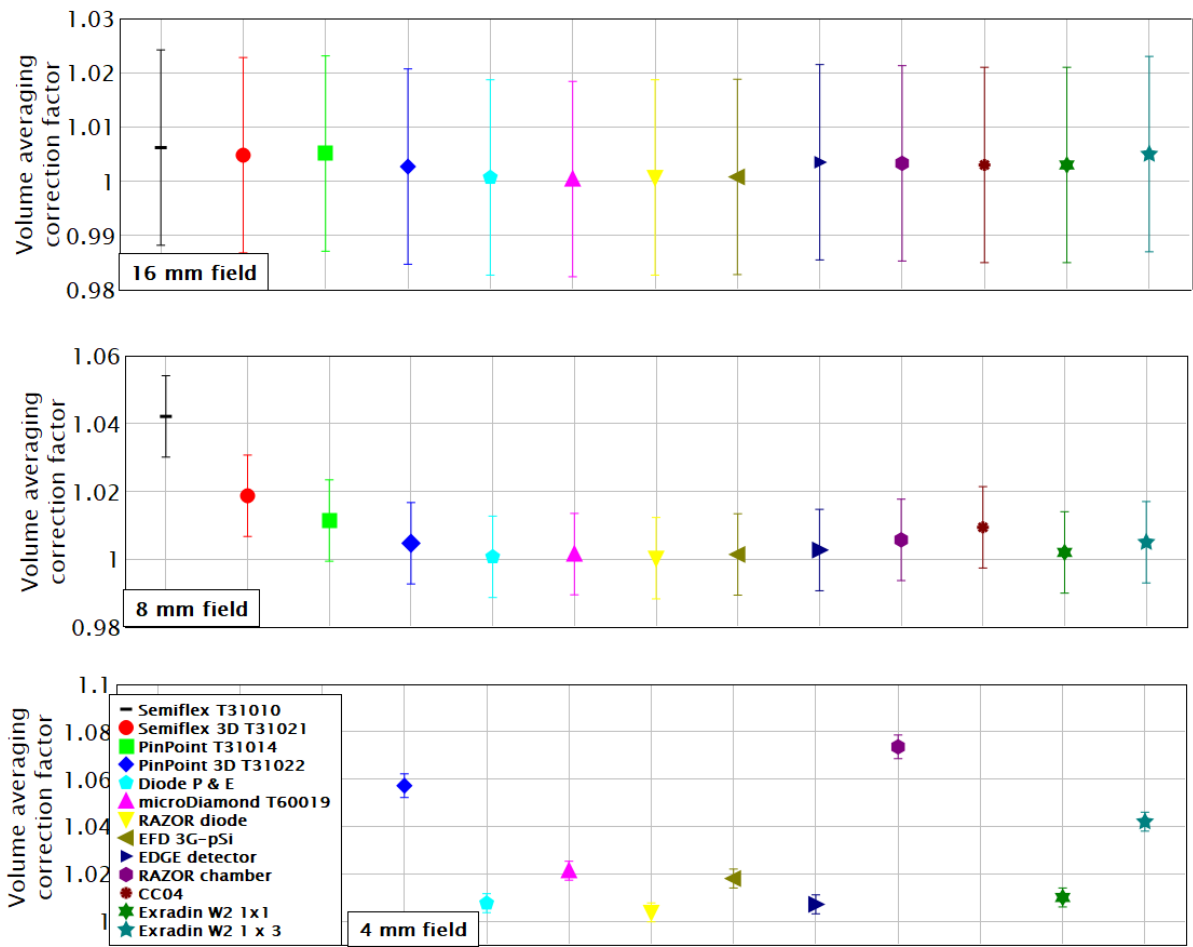 Volume averaging
correction factor
1.03
1.02
1.01
1
0.99
0.98
16 mm field
Volume averaging
correction factor
1.06
1.04
1.02
1
0.98
8 mm field
Volume averaging
correction factor
1.1
1.08
1.06
1.04
1.02
1
Semiflex T31010
Semiflex 3D T31021
PinPoint T31014
PinPoint 3D T31022
Diode P & E
microDiamond T60019
RAZOR diode
EFD 3G-pSi
EDGE detector
RAZOR chamber
CC04
Exradin W2 1x1
Exradin W2 1 x 3
4 mm field